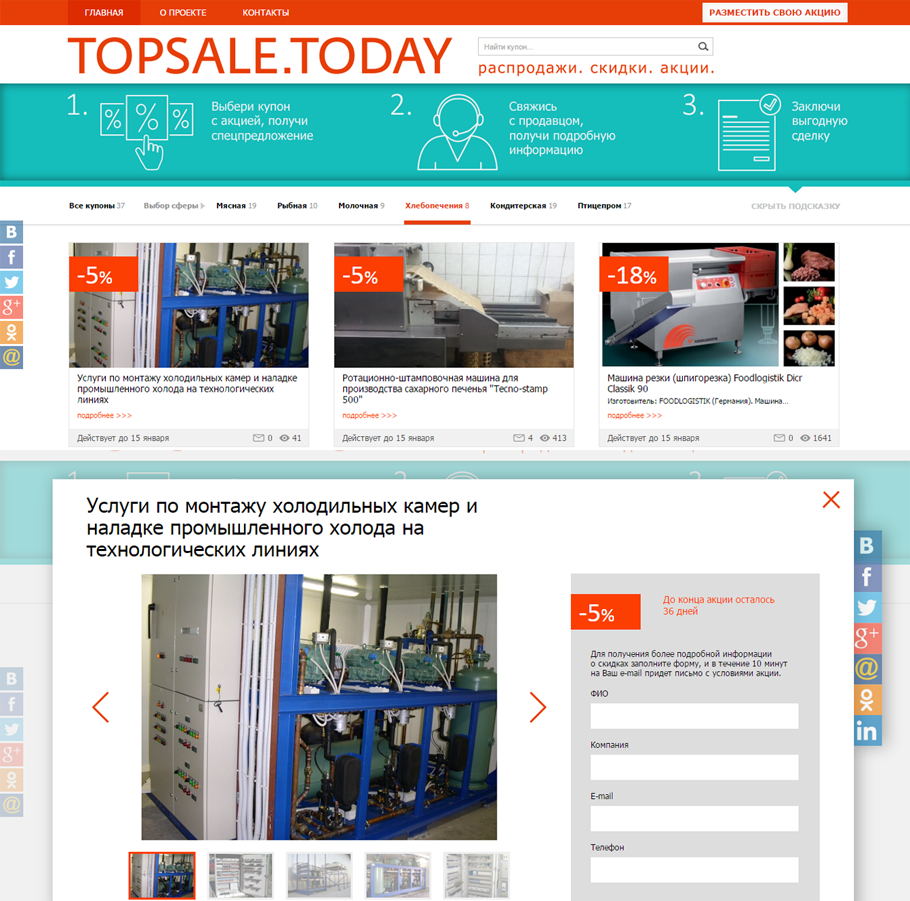 ГЛАВНАЯ О ПРОЕКТЕ КОНТАКТЫ РАЗМЕСТИТЬ СВОЮ АКЦИЮ
TOPSALE.TODAY
Найти купон...
распродажи. скидки. акции.
1.
Выбери купон
с акцией, получи
спецпредложение
2.
Свяжись
с продавцом,
получи подробную
информацию
3.
Заключи
выгодную
сделку
Все купоны 37 Выбор сферы Мясная 19 Рыбная 10 Молочная 9 Хлебопечения 8 Кондитерская 19 Птицепром 17 СКРЫТЬ ПОДСКАЗКУ
B
f
g+
@
-5%
Услуги по монтажу холодильных камер и наладке
промышленного холода на технологических
линиях
подробнее >>>
Действует до 15 января 0 41
-5%
Ротационно-штамповочная машина для
производства сахарного печенья "Tecno-stamp
500"
подробнее >>>
Действует до 15 января 4 413
-18%
Машина резки (шпигорезка) Foodlogistik Dicr
Classik 90
Изготовитель: FOODLOGISTIK (Германия). Машина...
подробнее >>>
Действует до 15 января 0 1641
Услуги по монтажу холодильных камер и
наладке промышленного холода на
технологических линиях
-5%
До конца акции осталось
36 дней
Для получения более подробной информации
о скидках заполните форму, и в течение 10 минут
на Ваш e-mail придет письмо с условиями акции.
ФИО
Компания
E-mail
Телефон
B
f
g+
@
in
B
f
g+
@